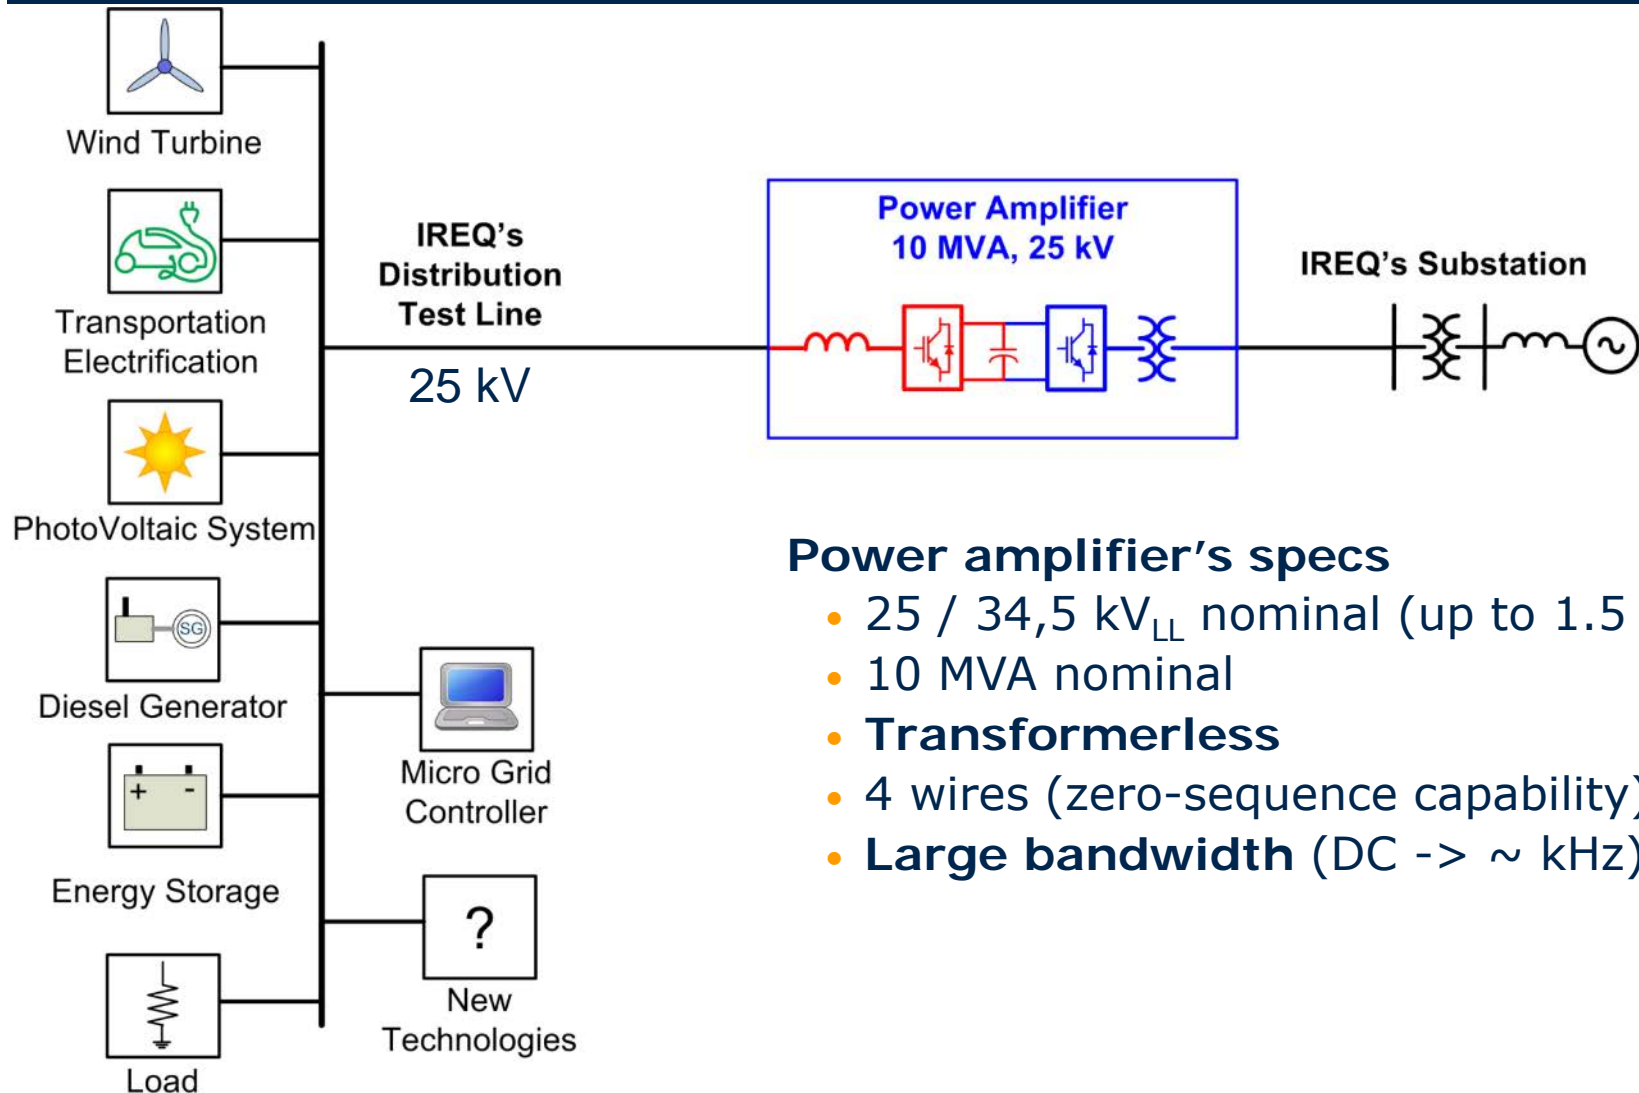 Wind Turbine
Transportation
Electrification
PhotoVoltaic System
SG
Diesel Generator
+ -
Energy Storage
Load
IREQ's
Distribution
Test Line
25 kV
Micro Grid
Controller
?
New
Technologies
Power Amplifier
10 MVA, 25 kV
IREQ's Substation
Power amplifier's specs
• 25 / 34,5 kVLL nominal (up to 1.5
• 10 MVA nominal
• Transformerless
• 4 wires (zero-sequence capability)
• Large bandwidth (DC -> ~ kHz)